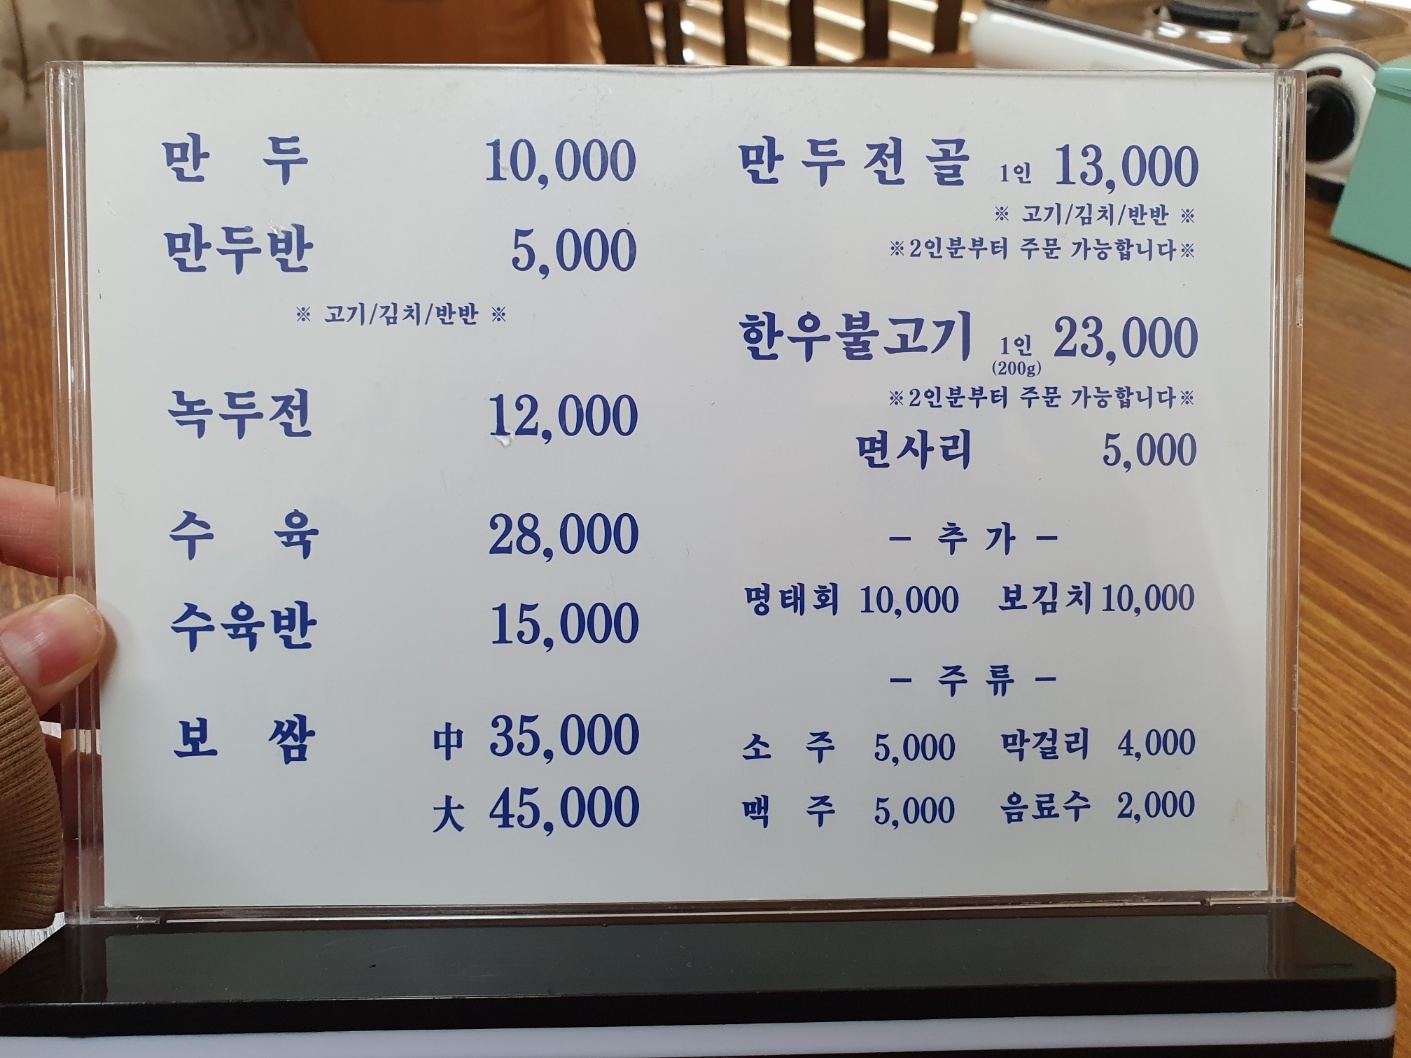 만 두 10,000
만두반 5,000
※ 고기/김치/반반 ※
녹두전 12,000
수 육 28,000
수육반 15,000
보 쌈 中 35,000
大 45,000
만 두 전 골 1인 13,000
※ 고기/김치/반반 ※
※2인분부터 주문 가능합니다※
한우불고기 1인 23,000
(200g)
※2인분부터 주문 가능합니다※
면사리 5,000
- 추 가 -
명태회 10,000 보김치 10,000
- 주 류 -
소 주 5,000 막걸리 4,000
맥 주 5,000 음료수 2,000